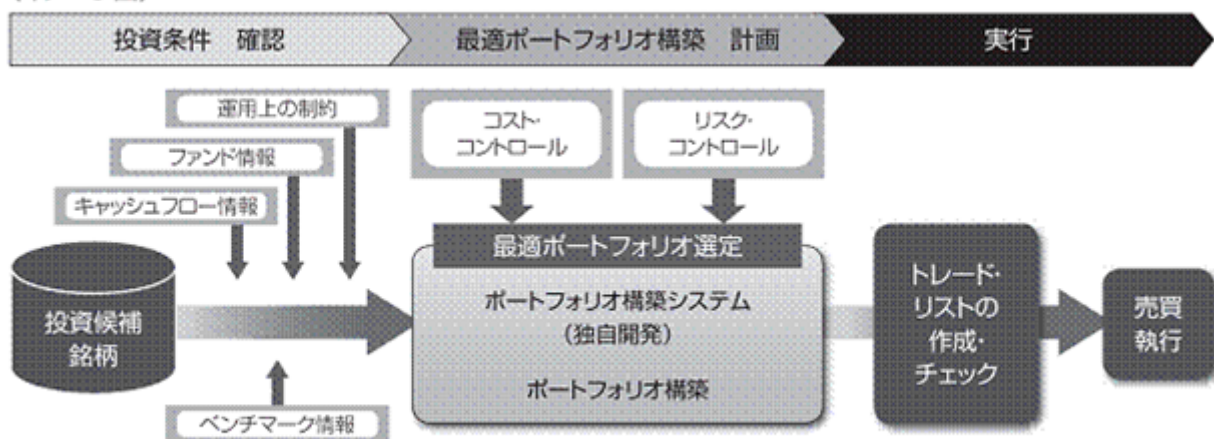 投資条件 確認
最適ポートフォリオ構築 計画
実行
運用上の制約
ファンド情報
キャッシュフロー情報
コスト・
コントロール
リスク・
コントロール
投資候補
銘柄
ベンチマーク情報
最適ポートフォリオ選定
ポートフォリオ構築システム
(独自開発)
ポートフォリオ構築
トレード・
リストの
作成・
チェック
売買
執行